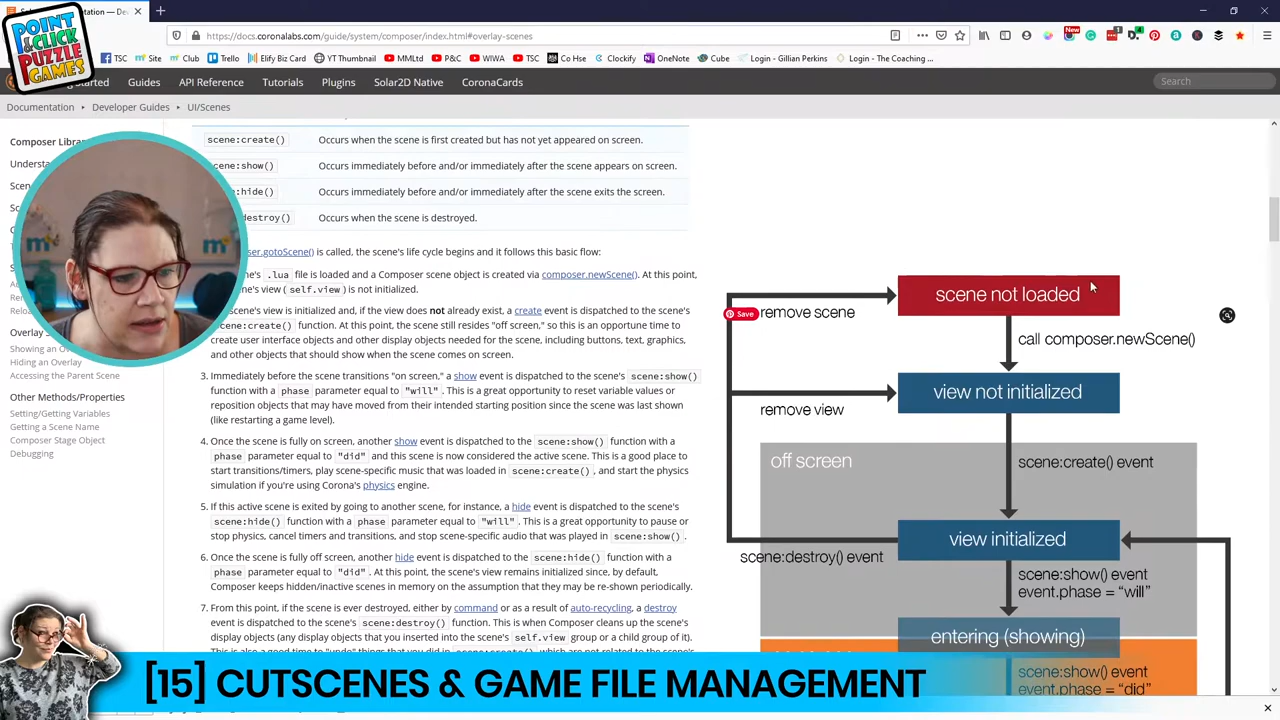 POINT
& CLICK
PUZZLE
GAMES
https://docs.coronalabs.com/guide/system/composer/index.html#overlay-scenes
TSC Site Mix Club Trello Elify Biz Card YT Thumbnail MMLtd P&C WIWA TSC Co Hse Clockify OneNote Cube Login - Gillian Perkins Login — The Coaching ...
Started Guides API Reference Tutorials Plugins Solar2D Native CoronaCards Search
Documentation Developer Guides UI/Scenes
scene:create() Occurs when the scene is first created but has not yet appeared on screen.
scene:show() Occurs immediately before and/or immediately after the scene appears on screen.
hide() Occurs immediately before and/or immediately after the scene exits the screen.
destroy() Occurs when the scene is destroyed.
.gotoScene() is called, the scene's life cycle begins and it follows this basic flow:
.lua file is loaded and a Composer scene object is created via composer.newScene(). At this point,
view (self.view) is not initialized.
scene's view is initialized and, if the view does not already exist, a create event is dispatched to the scene's
scene:create() function. At this point, the scene still resides "off screen," so this is an opportune time to
create user interface objects and other display objects needed for the scene, including buttons, text, graphics,
and other objects that should show when the scene comes on screen.
3. Immediately before the scene transitions "on screen," a show event is dispatched to the scene's scene:show()
function with a phase parameter equal to "will". This is a great opportunity to reset variable values or
reposition objects that may have moved from their intended starting position since the scene was last shown
(like restarting a game level).
4. Once the scene is fully on screen, another show event is dispatched to the scene:show() function with a
phase parameter equal to "did" and this scene is now considered the active scene. This is a good place to
start transitions/timers, play scene-specific music that was loaded in scene:create(), and start the physics
simulation if you're using Corona's physics engine.
5. If this active scene is exited by going to another scene, for instance, a hide event is dispatched to the
scene:hide() function with a phase parameter equal to "will". This is a great opportunity to pause or
stop physics, cancel timers and transitions, and stop scene-specific audio that was played in scene:show().
6. Once the scene is fully off screen, another hide event is dispatched to the scene:hide() function with a
phase parameter equal to "did". At this point, the scene's view remains initialized since, by default,
Composer keeps hidden/inactive scenes in memory on the assumption that they may be re-shown periodically.
7. From this point, if the scene is ever destroyed, either by command or as a result of auto-recycling, a destroy
event is dispatched to the scene's scene:destroy() function. This is when Composer cleans up the scene's
display objects (any display objects that you inserted into the scene's self.view group or a child group of it).
Composer
Overlay
Showing an
Hiding an Overlay
Accessing the Parent Scene
Other Methods/Properties
Setting/Getting Variables
Getting a Scene Name
Composer Stage Object
Debugging
scene not loaded
Save
remove scene
call composer.newScene()
view not initialized
remove view
off screen
scene:create() event
view initialized
scene:destroy() event
scene:show() event
event.phase = "will"
entering (showing)
scene:show() event
event.phase = "did"
[15] CUTSCENES & GAME FILE MANAGEMENT